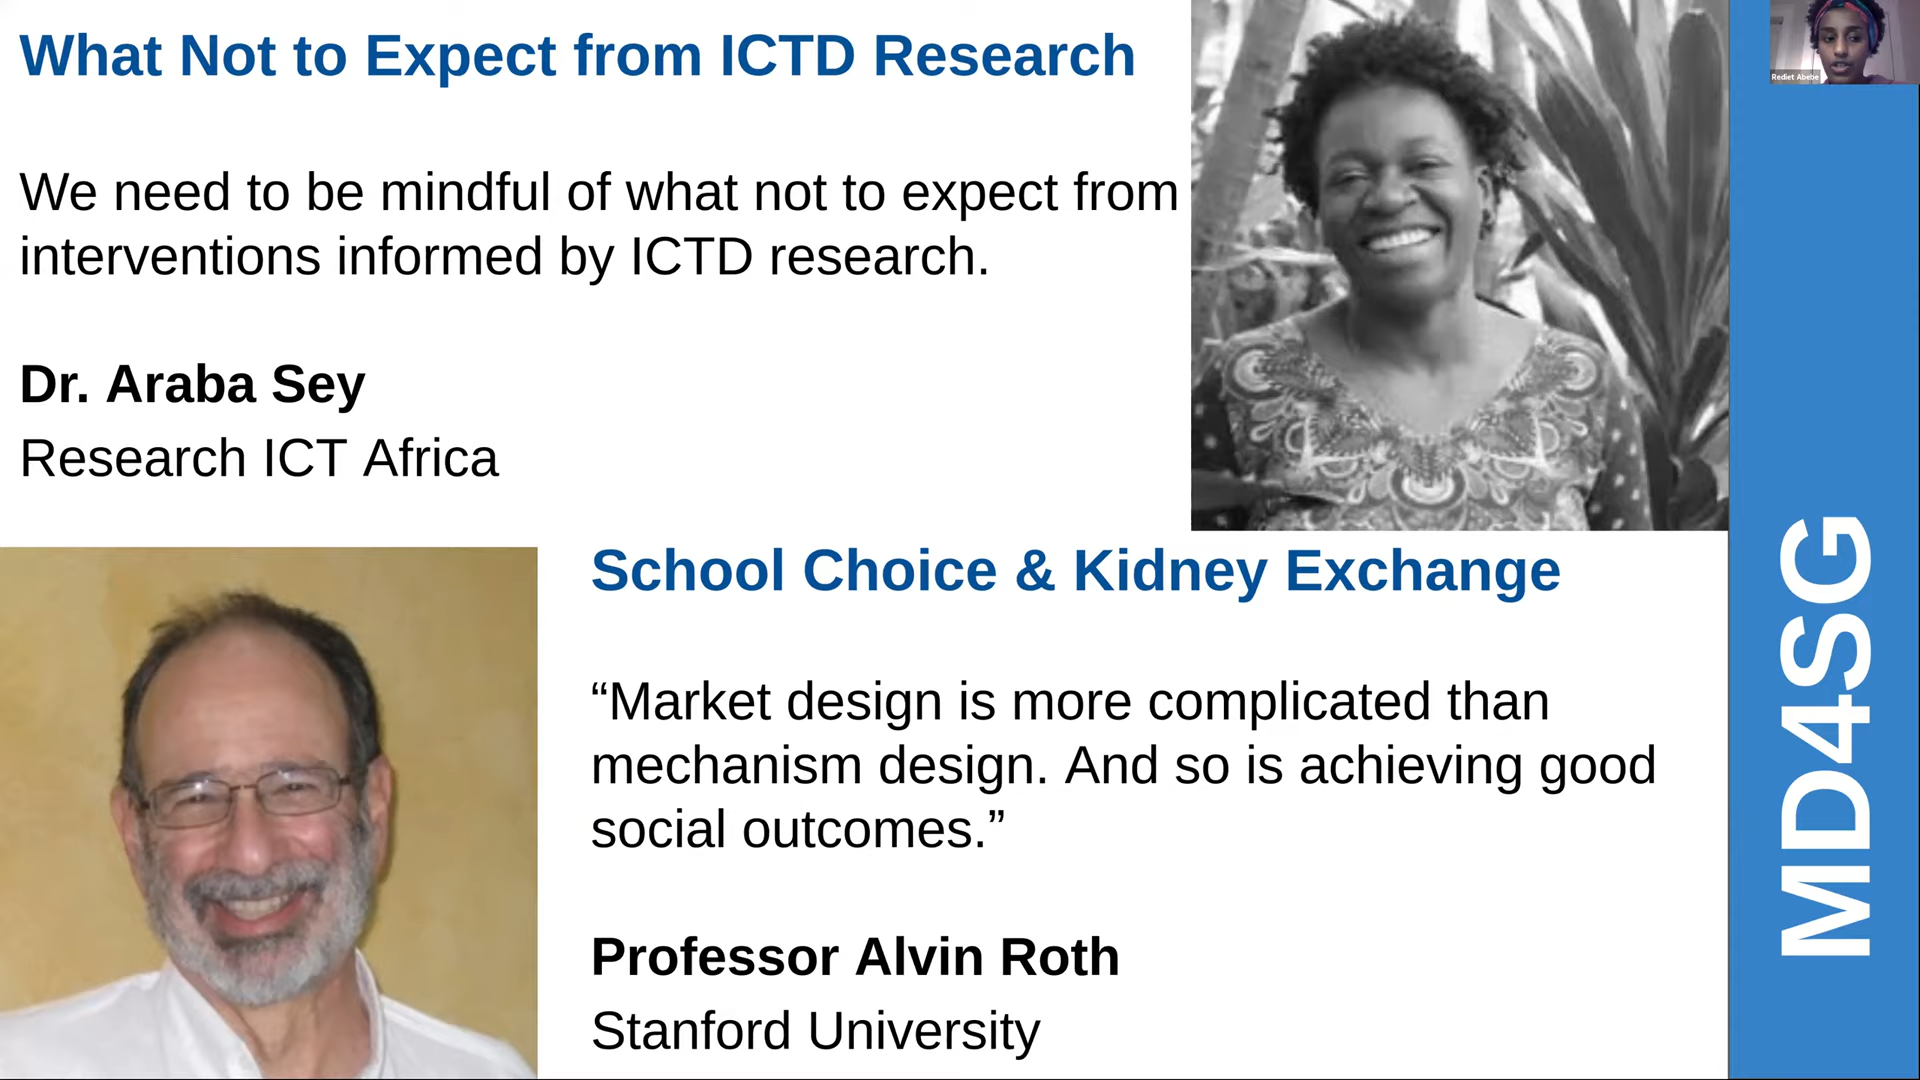 What Not to Expect from ICTD Research
We need to be mindful of what not to expect from
interventions informed by ICTD research.
Dr. Araba Sey
Research ICT Africa
School Choice & Kidney Exchange
“Market design is more complicated than
mechanism design. And so is achieving good
social outcomes.”
Professor Alvin Roth
Stanford University
MD4SG
Rediet Abebe